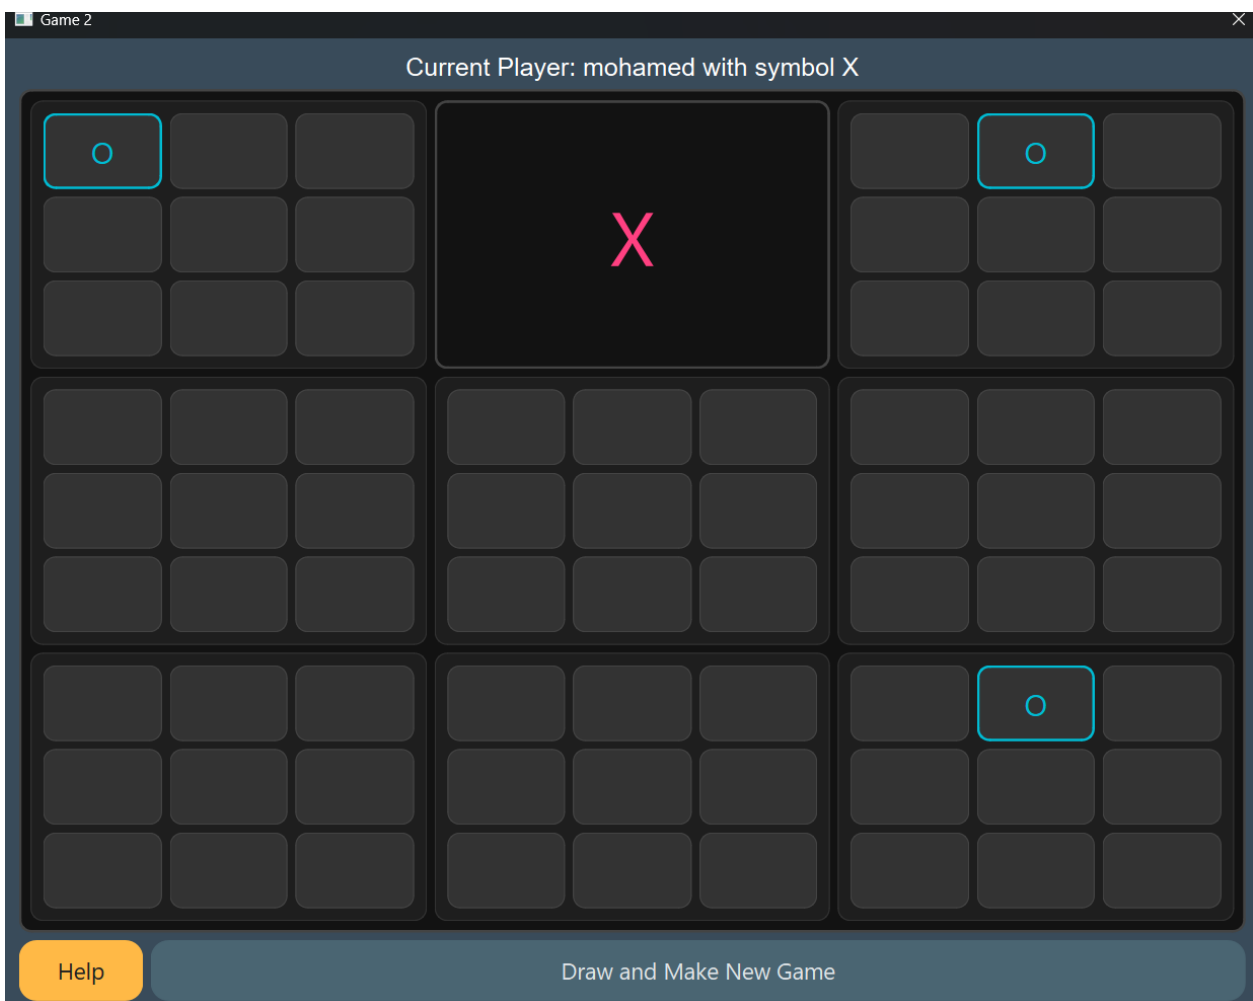 Game 2
Current Player: mohamed with symbol X
O
X
O
O
Help
Draw and Make New Game